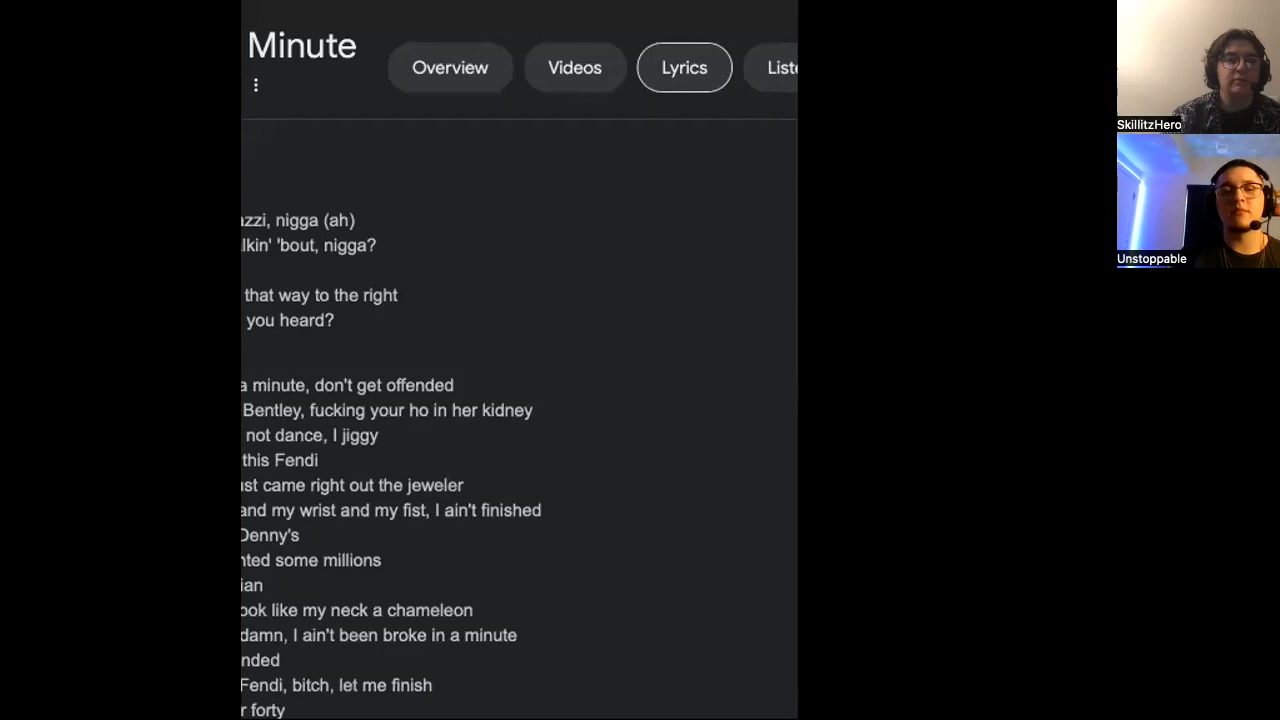 Minute
Overview
Videos
Lyrics
Liste
azzi, nigga (ah)
lkin' 'bout, nigga?
that way to the right
you heard?
a minute, don't get offended
Bentley, fucking your ho in her kidney
not dance, I jiggy
this Fendi
ust came right out the jeweler
and my wrist and my fist, I ain't finished
Denny's
nted some millions
ian
ook like my neck a chameleon
damn, I ain't been broke in a minute
nded
Fendi, bitch, let me finish
r forty
SkillitzHero
Unstoppable